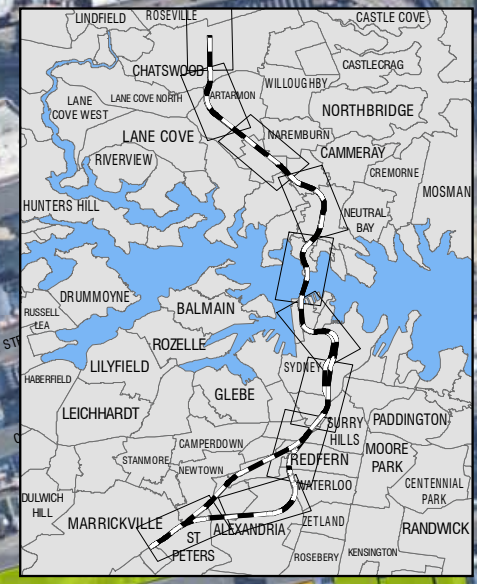 LINDFIELD
ROSEVILLE
CASTLE COVE
CHATSWOOD
CASTLECRAG
WILLOUGHBY
LANE
COVE WEST
LANE COVE NORTH
ARTARMON
NORTHBRIDGE
LANE COVE
NAREMBURN
CAMMERAY
RIVERVIEW
CREMORNE
MOSMAN
HUNTERS HILL
NEUTRAL
BAY
DRUMMOYNE
RUSSELL
LEA
BALMAIN
ROZELLE
LILYFIELD
SYDNEY
HABERFIELD
GLEBE
LEICHHARDT
SURRY
HILLS
PADDINGTON
CAMPERDOWN
MOORE
PARK
STANMORE
NEWTOWN
REDFERN
WATERLOO
CENTENNIAL
PARK
DULWICH
HILL
MARRICKVILLE
ST
PETERS
ALEXANDRIA
ZETLAND
RANDWICK
ROSEBERY
KENSINGTON